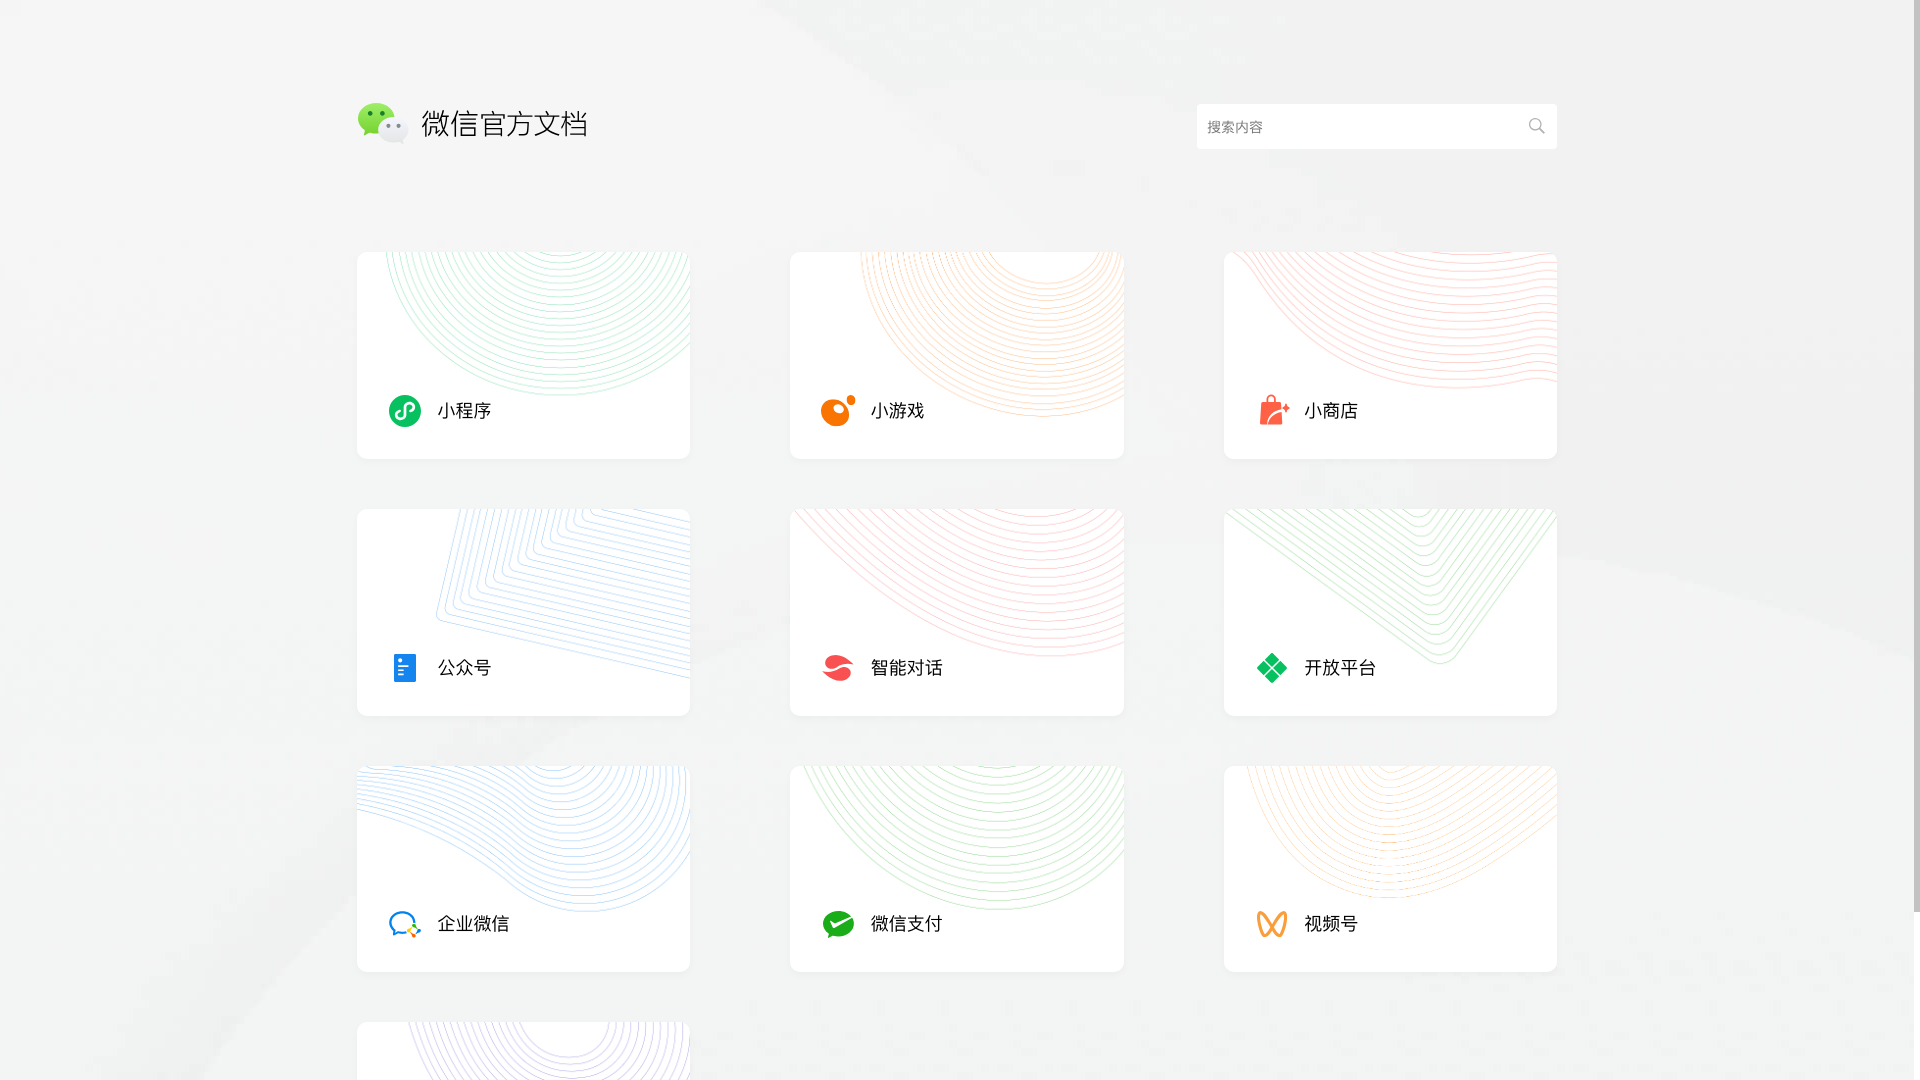 微信官方文档
搜索内容
小程序
小游戏
小商店
公众号
智能对话
开放平台
企业微信
微信支付
视频号